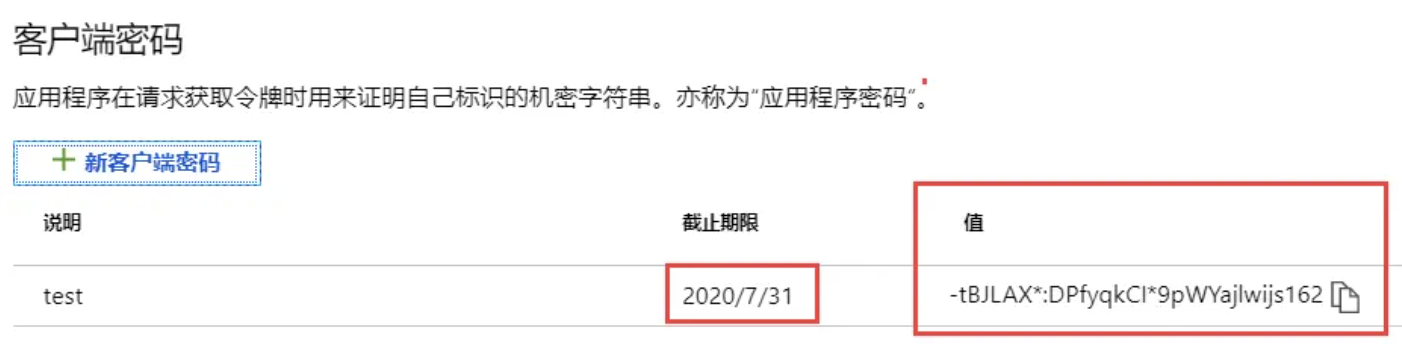 客户端密码
应用程序在请求获取令牌时用来证明自己标识的机密字符串。亦称为“应用程序密码”。
+ 新客户端密码
说明 截止期限 值
test 2020/7/31 -tBJLAX*:DPfyqkCI*9pWYajlwijs162